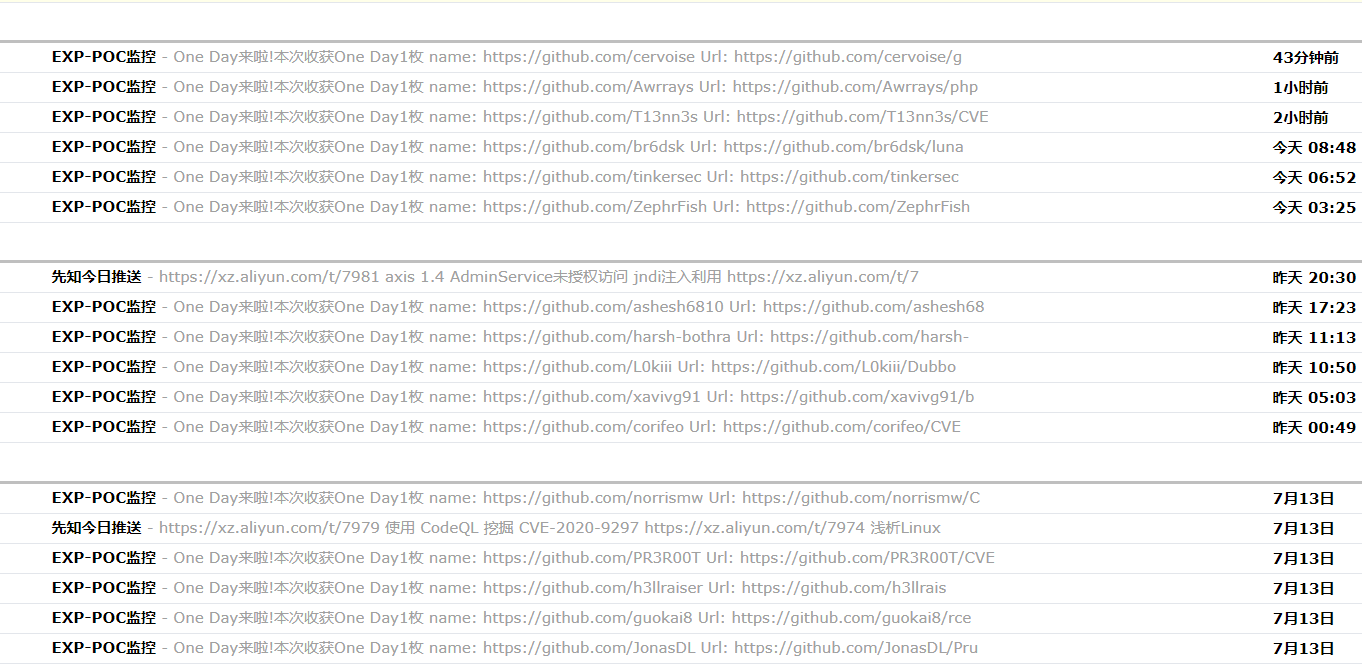 EXP-POC监控 - One Day来啦!本次收获One Day1枚 name: https://github.com/cervoise Url: https://github.com/cervoise/g 43分钟前
EXP-POC监控 - One Day来啦!本次收获One Day1枚 name: https://github.com/Awrrays Url: https://github.com/Awrrays/php 1小时前
EXP-POC监控 - One Day来啦!本次收获One Day1枚 name: https://github.com/T13nn3s Url: https://github.com/T13nn3s/CVE 2小时前
EXP-POC监控 - One Day来啦!本次收获One Day1枚 name: https://github.com/br6dsk Url: https://github.com/br6dsk/luna 今天 08:48
EXP-POC监控 - One Day来啦!本次收获One Day1枚 name: https://github.com/tinkersec Url: https://github.com/tinkersec 今天 06:52
EXP-POC监控 - One Day来啦!本次收获One Day1枚 name: https://github.com/ZephrFish Url: https://github.com/ZephrFish 今天 03:25
先知今日推送 - https://xz.aliyun.com/t/7981 axis 1.4 AdminService未授权访问 jndi注入利用 https://xz.aliyun.com/t/7 昨天 20:30
EXP-POC监控 - One Day来啦!本次收获One Day1枚 name: https://github.com/ashesh6810 Url: https://github.com/ashesh68 昨天 17:23
EXP-POC监控 - One Day来啦!本次收获One Day1枚 name: https://github.com/harsh-bothra Url: https://github.com/harsh- 昨天 11:13
EXP-POC监控 - One Day来啦!本次收获One Day1枚 name: https://github.com/L0kiii Url: https://github.com/L0kiii/Dubbo 昨天 10:50
EXP-POC监控 - One Day来啦!本次收获One Day1枚 name: https://github.com/xavivg91 Url: https://github.com/xavivg91/b 昨天 05:03
EXP-POC监控 - One Day来啦!本次收获One Day1枚 name: https://github.com/corifeo Url: https://github.com/corifeo/CVE 昨天 00:49
EXP-POC监控 - One Day来啦!本次收获One Day1枚 name: https://github.com/norrismw Url: https://github.com/norrismw/C 7月13日
先知今日推送 - https://xz.aliyun.com/t/7979 使用 CodeQL 挖掘 CVE-2020-9297 https://xz.aliyun.com/t/7974 浅析Linux 7月13日
EXP-POC监控 - One Day来啦!本次收获One Day1枚 name: https://github.com/PR3R00T Url: https://github.com/PR3R00T/CVE 7月13日
EXP-POC监控 - One Day来啦!本次收获One Day1枚 name: https://github.com/h3llraiser Url: https://github.com/h3llrais 7月13日
EXP-POC监控 - One Day来啦!本次收获One Day1枚 name: https://github.com/guokai8 Url: https://github.com/guokai8/rce 7月13日
EXP-POC监控 - One Day来啦!本次收获One Day1枚 name: https://github.com/JonasDL Url: https://github.com/JonasDL/Pru 7月13日